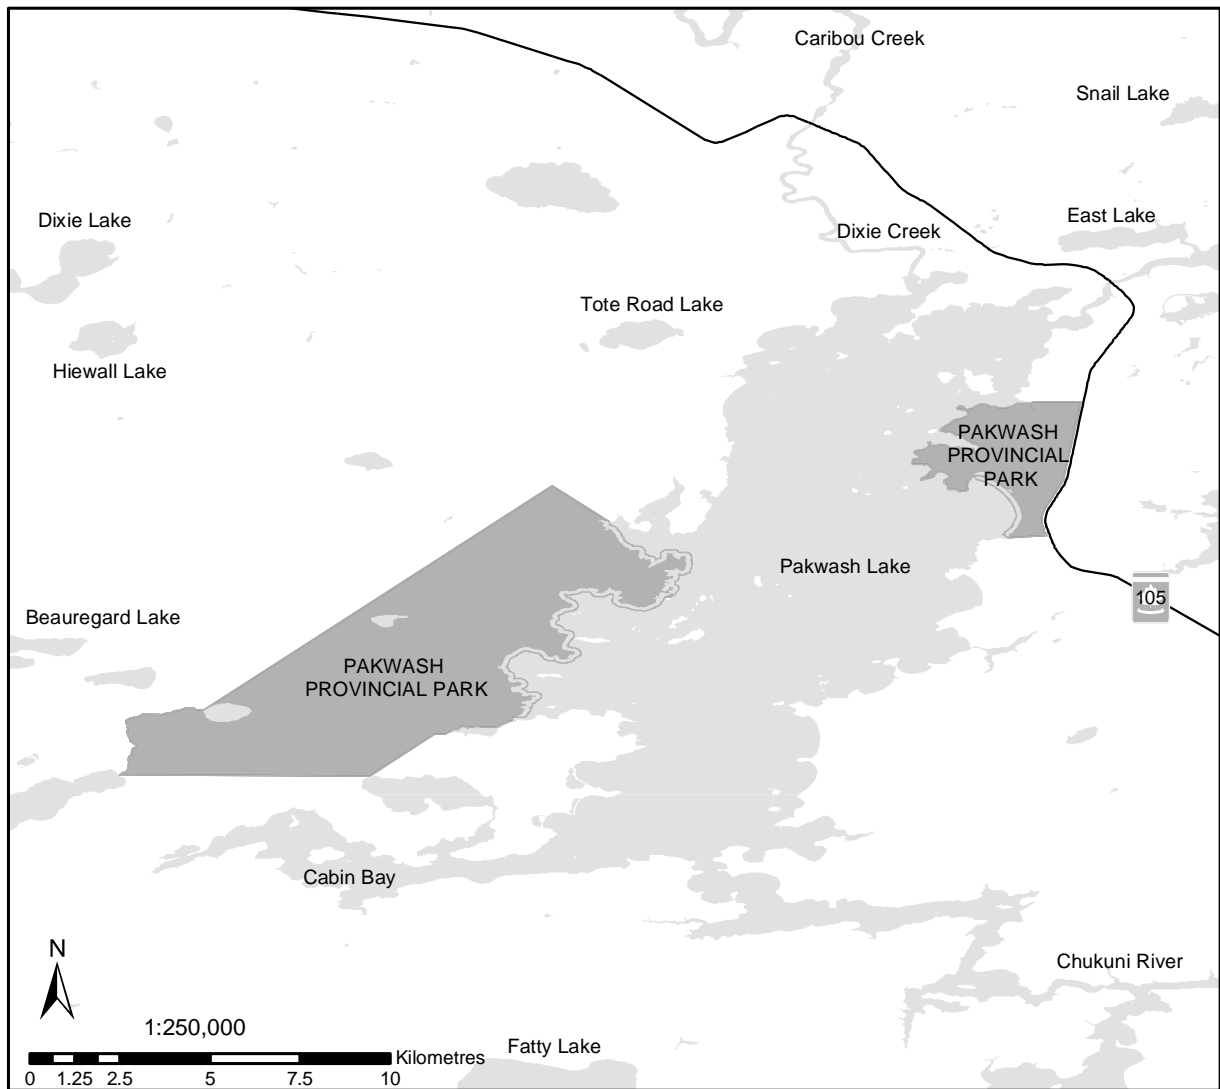 Caribou Creek
Snail Lake
Dixie Lake
East Lake
Dixie Creek
Tote Road Lake
Hiewall Lake
PAKWASH
PROVINCIAL
PARK
Pakwash Lake
105
Beauregard Lake
PAKWASH
PROVINCIAL PARK
Cabin Bay
N
Chukuni River
1:250,000
Fatty Lake
Kilometres
0 1.25 2.5 5 7.5 10